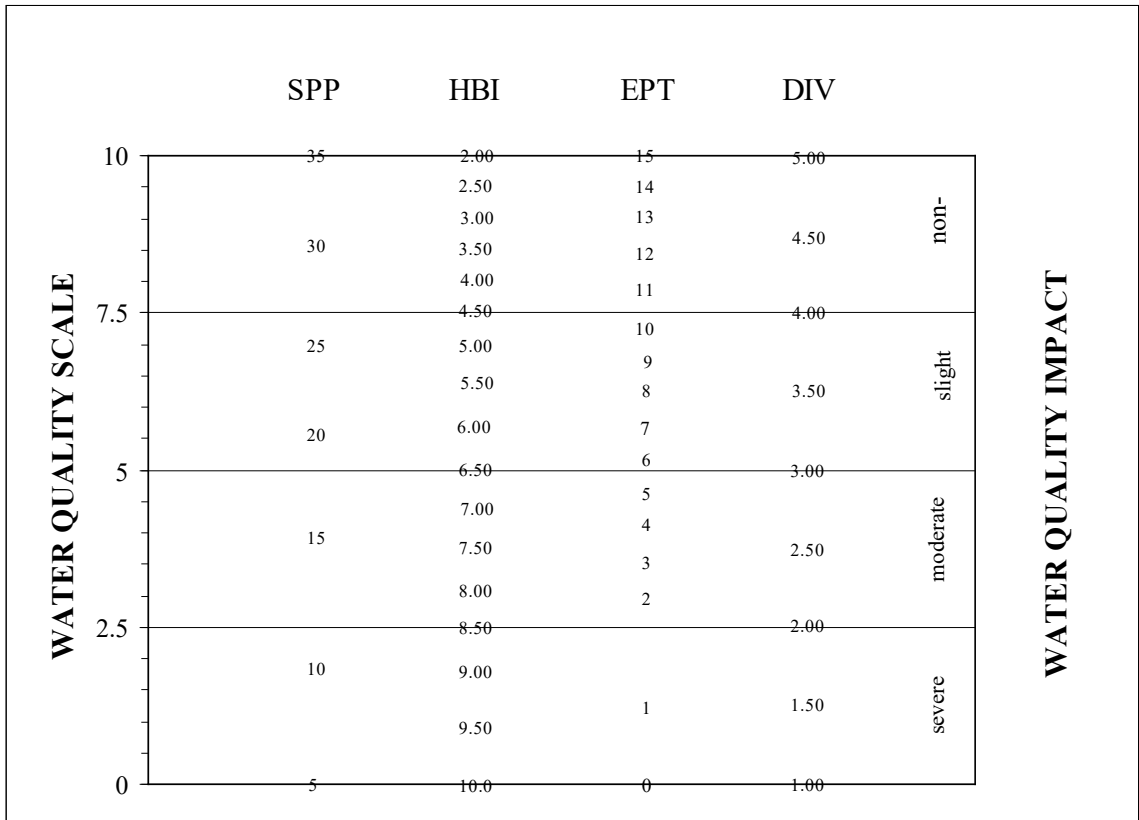 SPP HBI EPT DIV
10 35 2.00 15 5.00
2.50 14
3.00 13
4.50
30 3.50 12
4.00 11
7.5 4.50 4.00
10
25 5.00
9
5.50 8 3.50
20 6.00 7
6
5 6.50 3.00
5
7.00 4
15
7.50 2.50
3
8.00 2
2.5 8.50 2.00
10 9.00
1 1.50
9.50
0 5 10.0 0 1.00
non-
slight
moderate
severe
WATER QUALITY SCALE
WATER QUALITY IMPACT